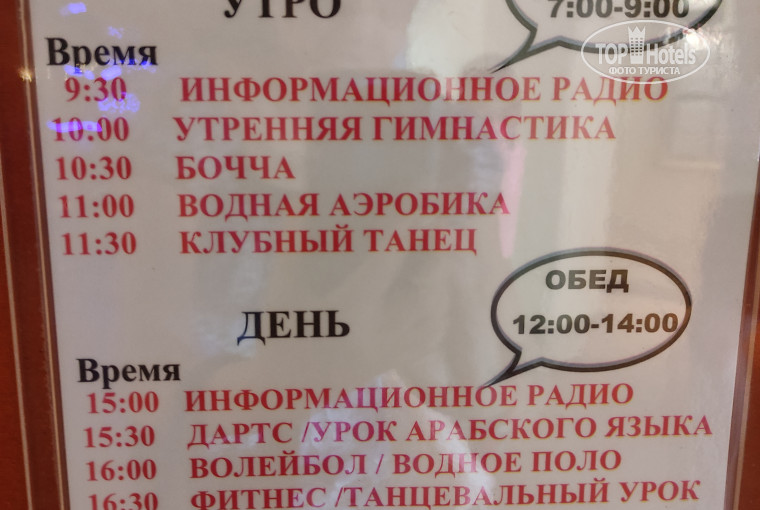 УТРО
7:00-9:00
TOP Hotels
ФОТО ТУРИСТА
Время
9:30 ИНФОРМАЦИОННОЕ РАДИО
10:00 УТРЕННЯЯ ГИМНАСТИКА
10:30 БОЧЧА
11:00 ВОДНАЯ АЭРОБИКА
11:30 КЛУБНЫЙ ТАНЕЦ
ОБЕД
12:00-14:00
ДЕНЬ
Время
15:00 ИНФОРМАЦИОННОЕ РАДИО
15:30 ДАРТС /УРОК АРАБСКОГО ЯЗЫКА
16:00 ВОЛЕЙБОЛ / ВОДНОЕ ПОЛО
16:30 ФИТНЕС /ТАНЦЕВАЛЬНЫЙ УРОК